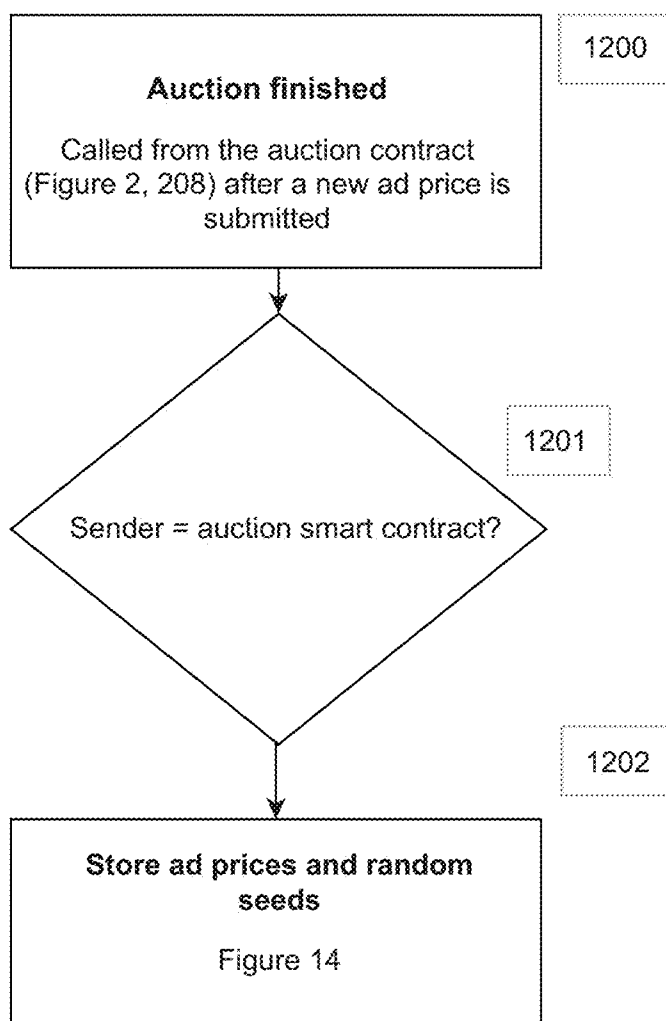 1200
Auction finished
Called from the auction contract
(Figure 2, 208) after a new ad price is
submitted
1201
Sender = auction smart contract?
1202
Store ad prices and random
seeds
Figure 14